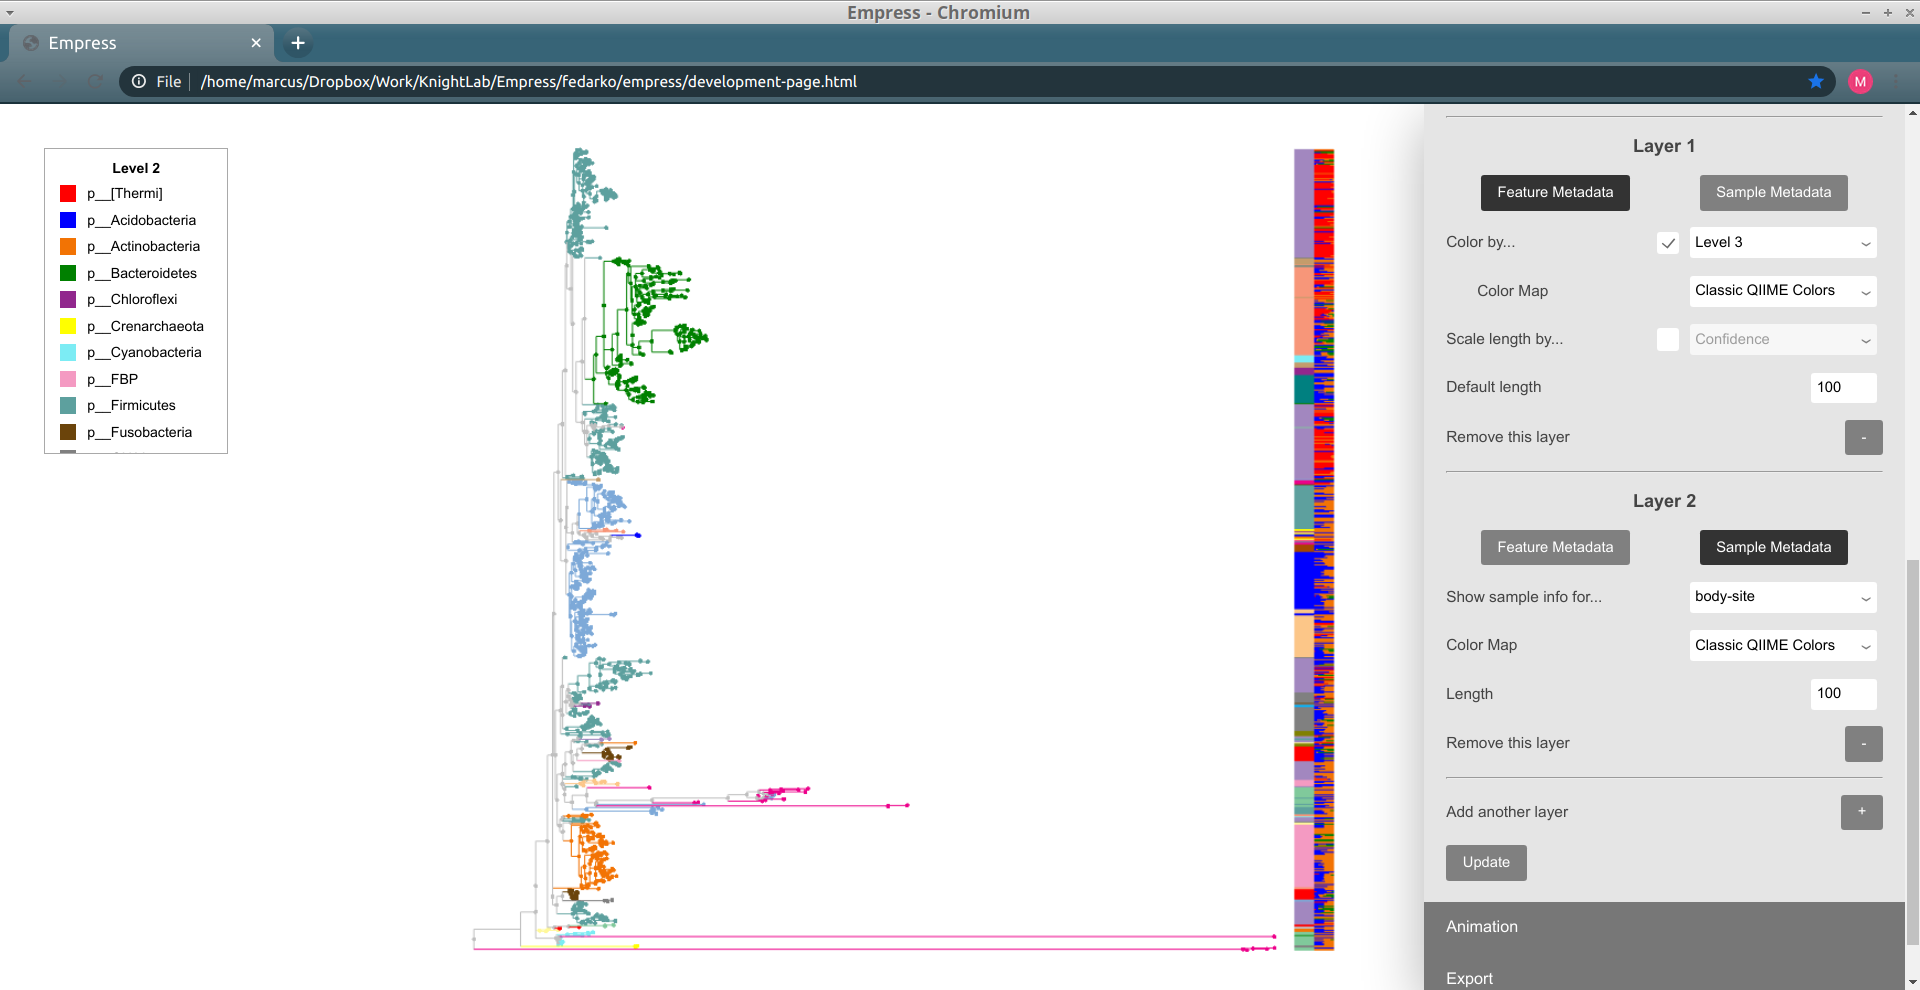 Empress - Chromium
Empress
File /home/marcus/Dropbox/Work/KnightLab/Empress/fedarko/empress/development-page.html
M
Level 2
p__[Thermi]
p__Acidobacteria
p__Actinobacteria
p__Bacteroidetes
p__Chloroflexi
p__Crenarchaeota
p__Cyanobacteria
p__FBP
p__Firmicutes
p__Fusobacteria
Layer 1
Feature Metadata Sample Metadata
Color by... Level 3
Color Map Classic QIIME Colors
Scale length by... Confidence
Default length 100
Remove this layer -
Layer 2
Feature Metadata Sample Metadata
Show sample info for... body-site
Color Map Classic QIIME Colors
Length 100
Remove this layer -
Add another layer +
Update
Animation
Export